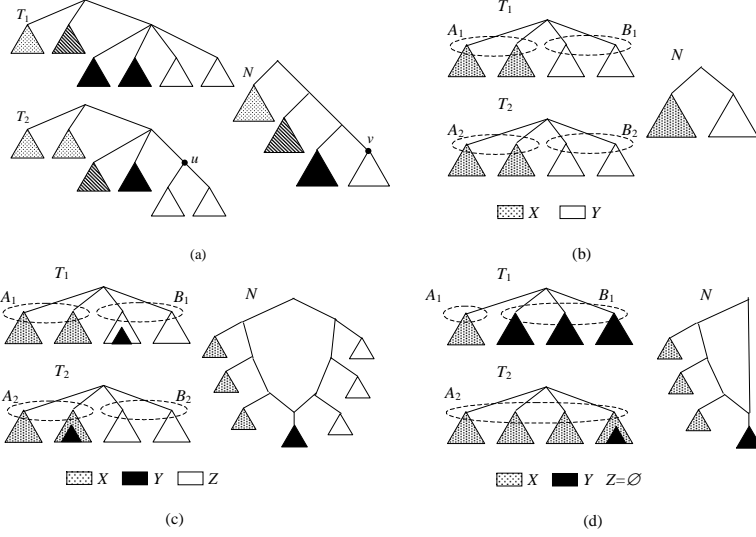 T1
T2
u
N
v
(a)
T1
A1
B1
T2
A2
B2
N
X
Y
(b)
T1
A1
B1
T2
A2
B2
N
X
Y
Z
(c)
T1
A1
B1
T2
A2
N
X
Y
Z=∅
(d)